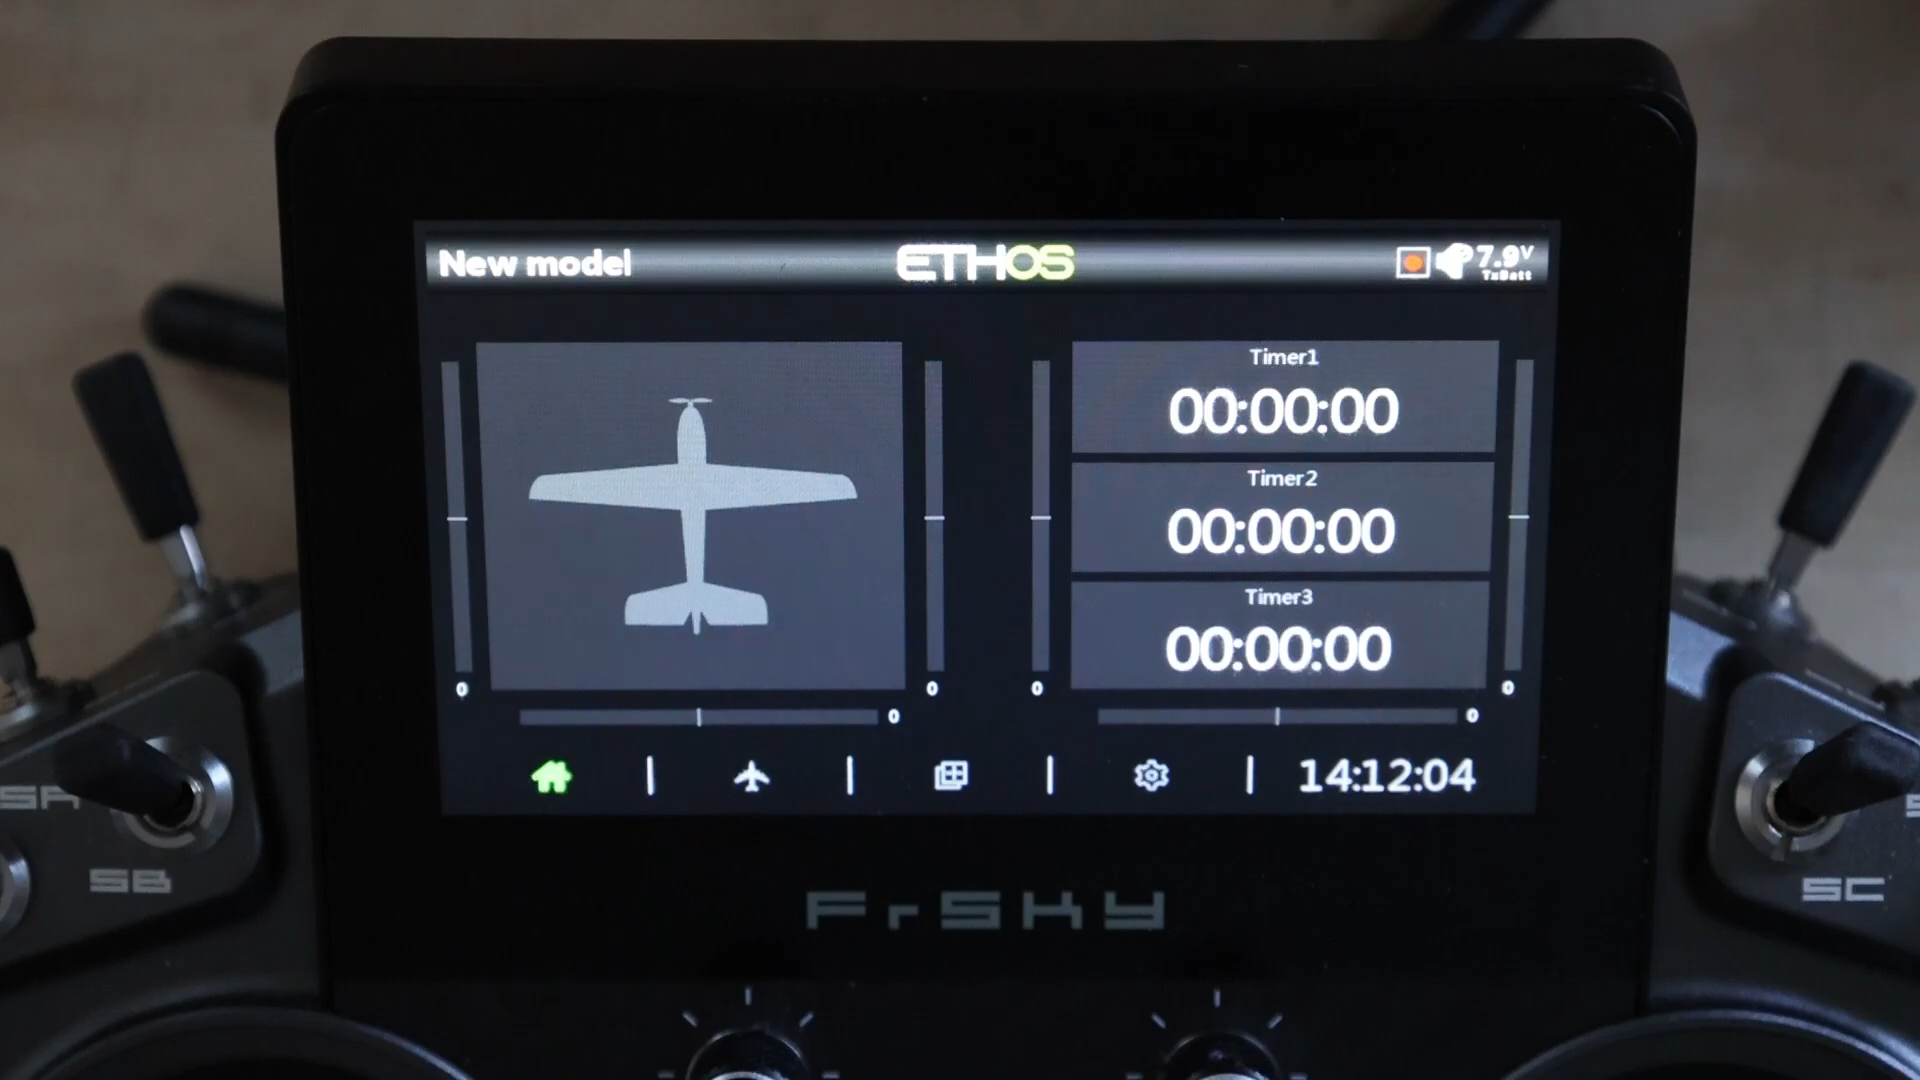 New model
ETHOS
7.9V
TxBatt
Timer1
00:00:00
Timer2
00:00:00
Timer3
00:00:00
0
0
0
0
0
0
14:12:04
SA
SB
SC
FrSKY